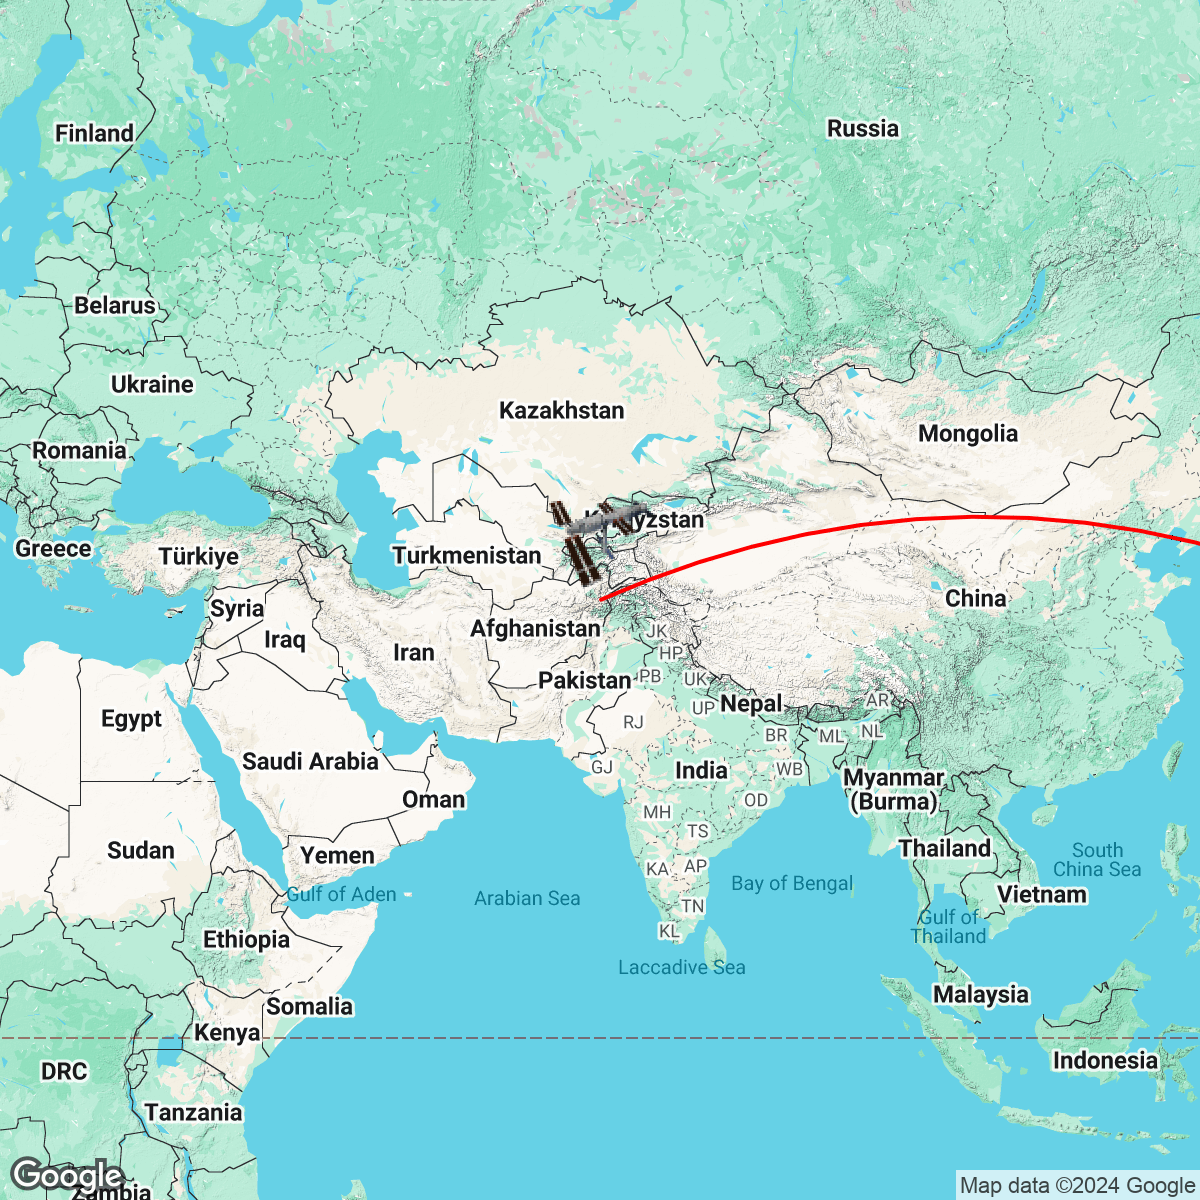 Finland
Russia
Belarus
Ukraine
Kazakhstan
Romania
Mongolia
Greece
Türkiye
Turkmenistan
Syria
Iraq
Iran
Afghanistan
China
JK
HP
Pakistan
PB
UK
Nepal
UP
AR
Egypt
RJ
BR
ML
NL
Saudi Arabia
GJ
India
WB
Myanmar
(Burma)
Oman
OD
MH
TS
Sudan
Yemen
Thailand
South
China Sea
KA
AP
Gulf of Aden
Arabian Sea
Bay of Bengal
Vietnam
TN
Gulf of
Thailand
Ethiopia
KL
Laccadive Sea
Malaysia
Somalia
Kenya
DRC
Indonesia
Tanzania
Zambia
Google
Map data ©2024 Google